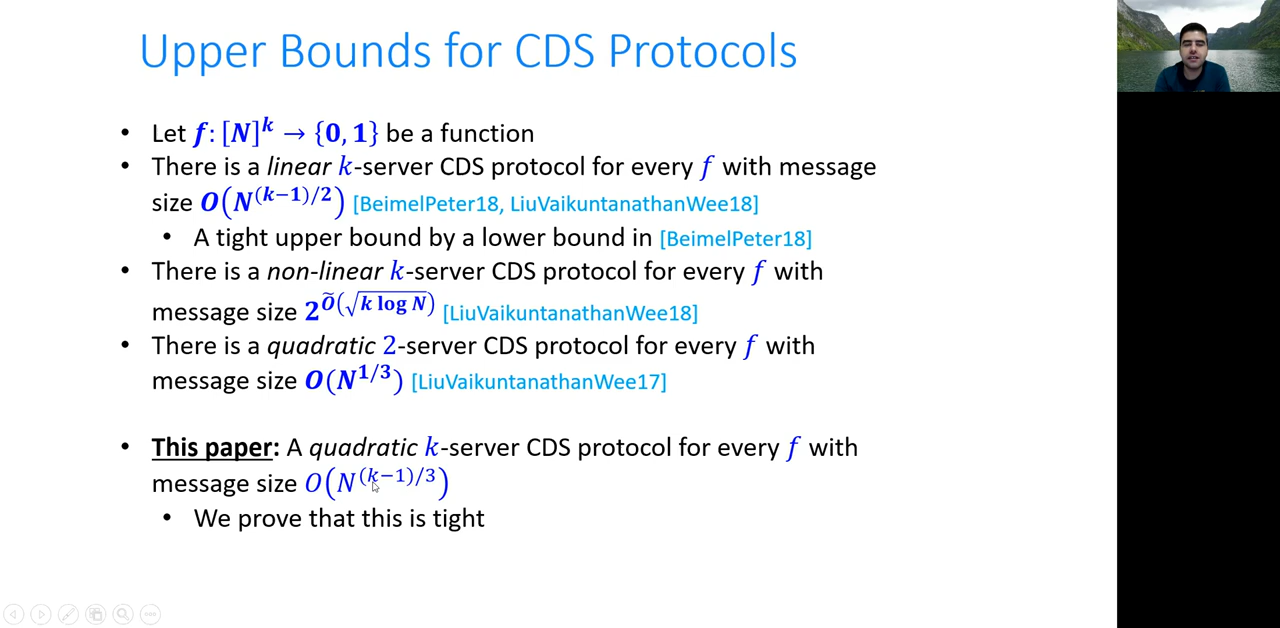 Upper Bounds for CDS Protocols
• Let f: [N]^k → {0, 1} be a function
• There is a linear k-server CDS protocol for every f with message
size O(N^{(k−1)/2}) [BeimelPeter18, LiuVaikuntanathanWee18]
• A tight upper bound by a lower bound in [BeimelPeter18]
• There is a non-linear k-server CDS protocol for every f with
message size 2^{Õ(√(k log N))} [LiuVaikuntanathanWee18]
• There is a quadratic 2-server CDS protocol for every f with
message size O(N^{1/3}) [LiuVaikuntanathanWee17]
• This paper: A quadratic k-server CDS protocol for every f with
message size O(N^{(k−1)/3})
• We prove that this is tight